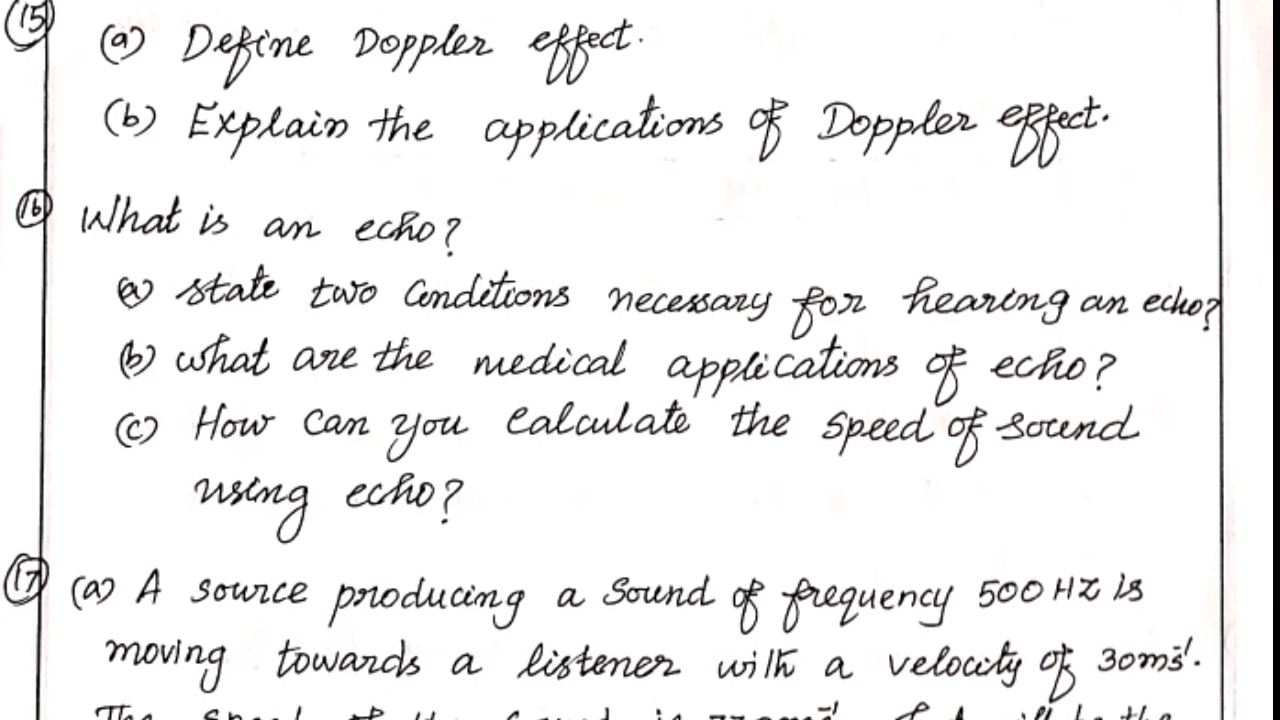 15
(a) Define Doppler effect.
(b) Explain the applications of Doppler effect.
16 What is an echo?
(a) state two Conditions necessary for hearing an echo?
(b) what are the medical applications of echo?
(c) How can you calculate the speed of sound
using echo?
17 (a) A source producing a Sound of frequency 500 HZ is
moving towards a listener with a velocity of 30ms⁻¹.